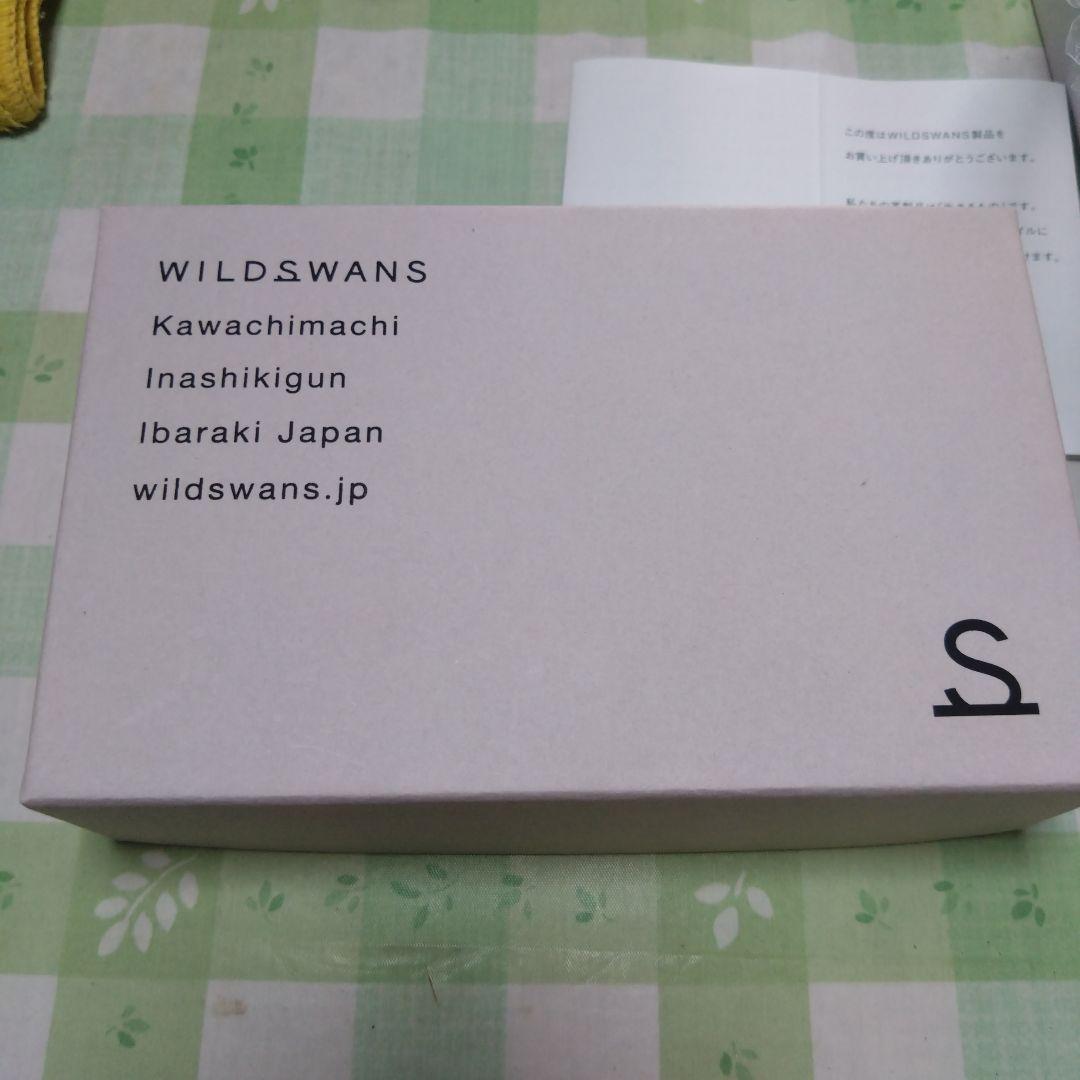 この度はWILDSWANS製品を
お買い上げ頂きありがとうございます。
WILDSWANS
Kawachimachi
Inashikigun
Ibaraki Japan
wildswans.jp
S